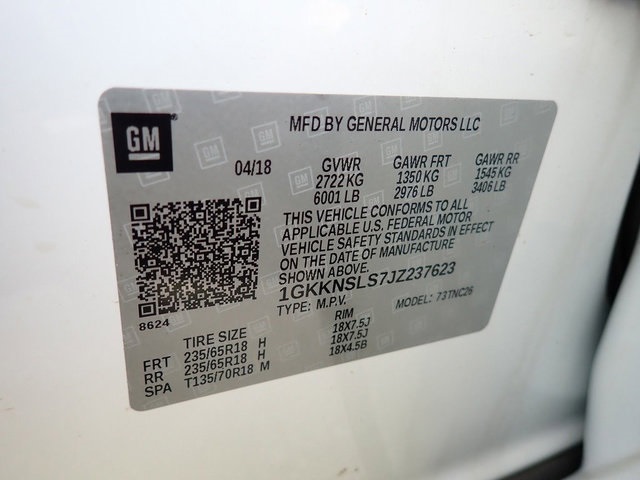 GM
MFD BY GENERAL MOTORS LLC
04/18 GVWR GAWR FRT GAWR RR
2722 KG 1350 KG 1545 KG
6001 LB 2976 LB 3406 LB
THIS VEHICLE CONFORMS TO ALL
APPLICABLE U.S. FEDERAL MOTOR
VEHICLE SAFETY STANDARDS IN EFFECT
ON THE DATE OF MANUFACTURE
SHOWN ABOVE.
1GKKNSLS7JZ237623
TYPE: M.P.V. MODEL: 73TNC26
8624
TIRE SIZE RIM
FRT 235/65R18 H 18X7.5J
RR 235/65R18 H 18X7.5J
SPA T135/70R18 M 18X4.5B